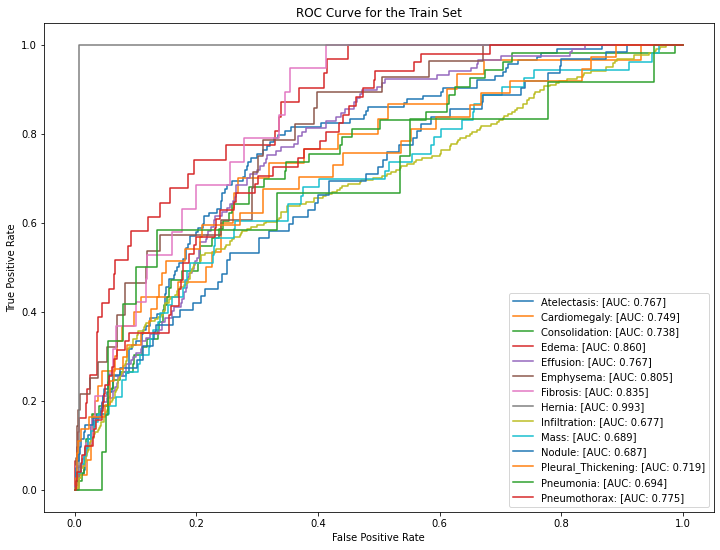 ROC Curve for the Train Set
True Positive Rate
1.0
0.8
0.6
0.4
0.2
0.0
Atelectasis: [AUC: 0.767]
Cardiomegaly: [AUC: 0.749]
Consolidation: [AUC: 0.738]
Edema: [AUC: 0.860]
Effusion: [AUC: 0.767]
Emphysema: [AUC: 0.805]
Fibrosis: [AUC: 0.835]
Hernia: [AUC: 0.993]
Infiltration: [AUC: 0.677]
Mass: [AUC: 0.689]
Nodule: [AUC: 0.687]
Pleural_Thickening: [AUC: 0.719]
Pneumonia: [AUC: 0.694]
Pneumothorax: [AUC: 0.775]
0.0 0.2 0.4 0.6 0.8 1.0
False Positive Rate